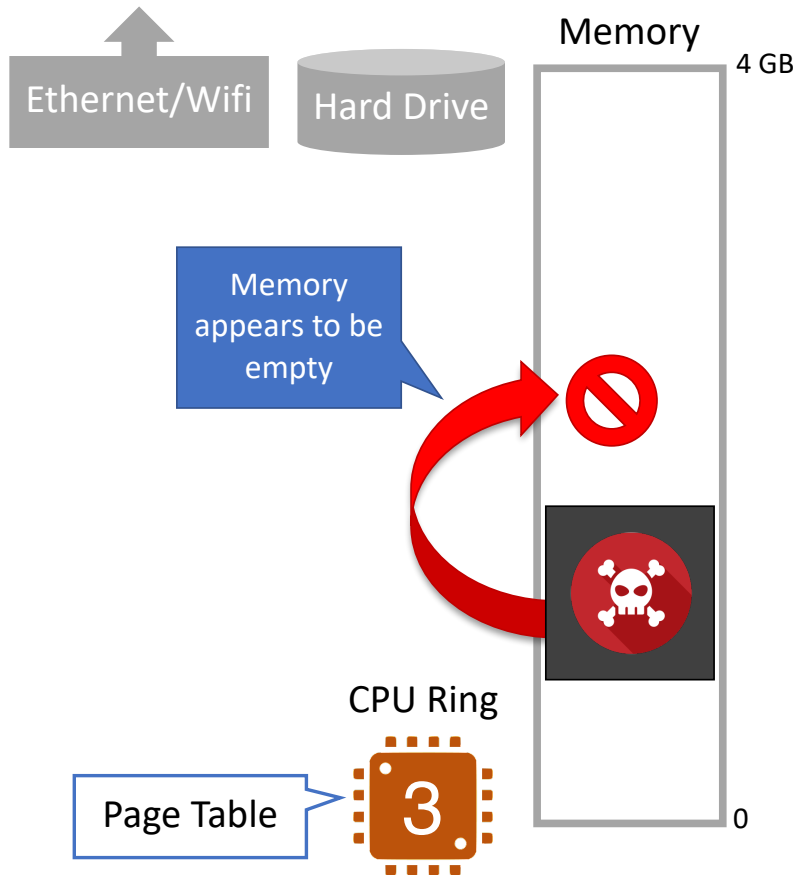 Memory
4 GB
Ethernet/Wifi
Hard Drive
Memory
appears to be
empty
CPU Ring
3
Page Table
0